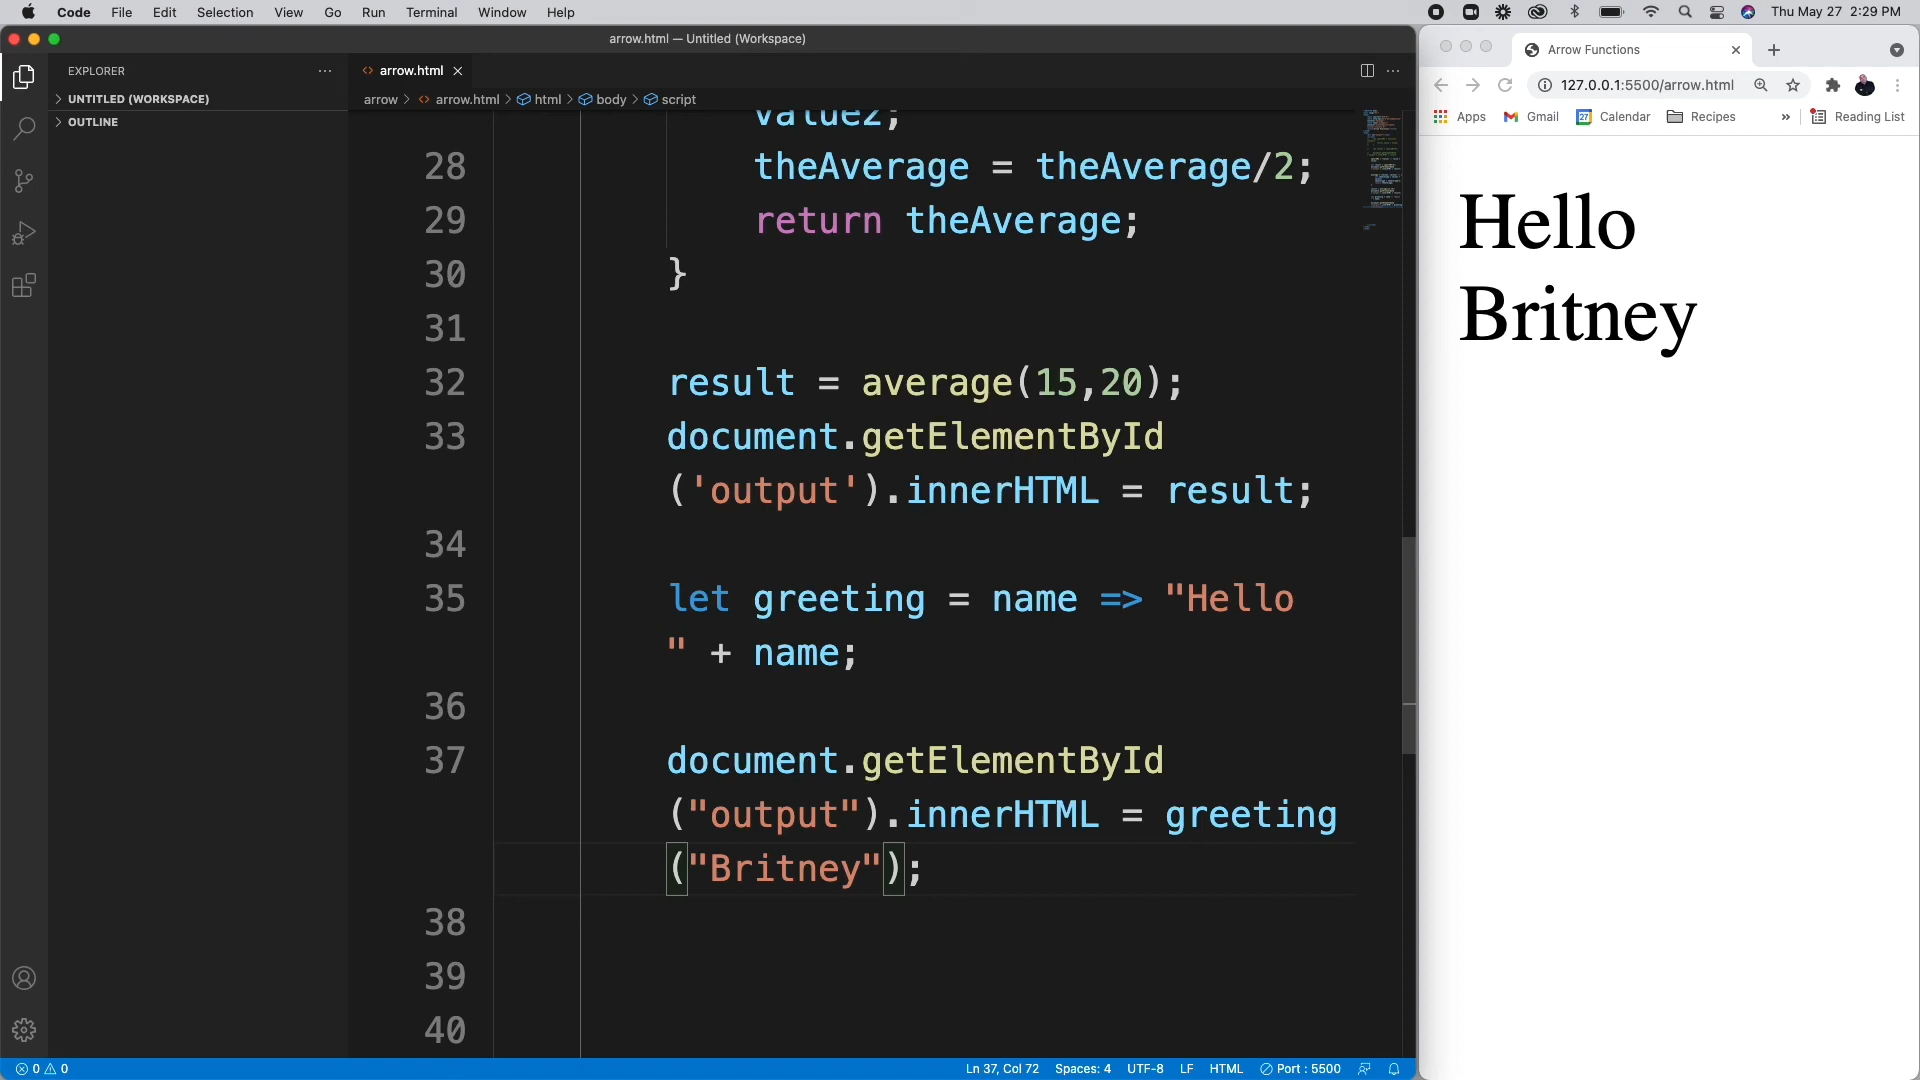 Code File Edit Selection View Go Run Terminal Window Help Thu May 27 2:29 PM
arrow.html — Untitled (Workspace)
EXPLORER
UNTITLED (WORKSPACE)
OUTLINE
arrow.html
arrow > arrow.html > html > body > script
value2;
28 theAverage = theAverage/2;
29 return theAverage;
30 }
31
32 result = average(15,20);
33 document.getElementById
('output').innerHTML = result;
34
35 let greeting = name => "Hello
" + name;
36
37 document.getElementById
("output").innerHTML = greeting
("Britney");
38
39
40
0 0 Ln 37, Col 72 Spaces: 4 UTF-8 LF HTML Port : 5500
Arrow Functions
127.0.0.1:5500/arrow.html
Apps Gmail 27 Calendar Recipes » Reading List
Hello
Britney